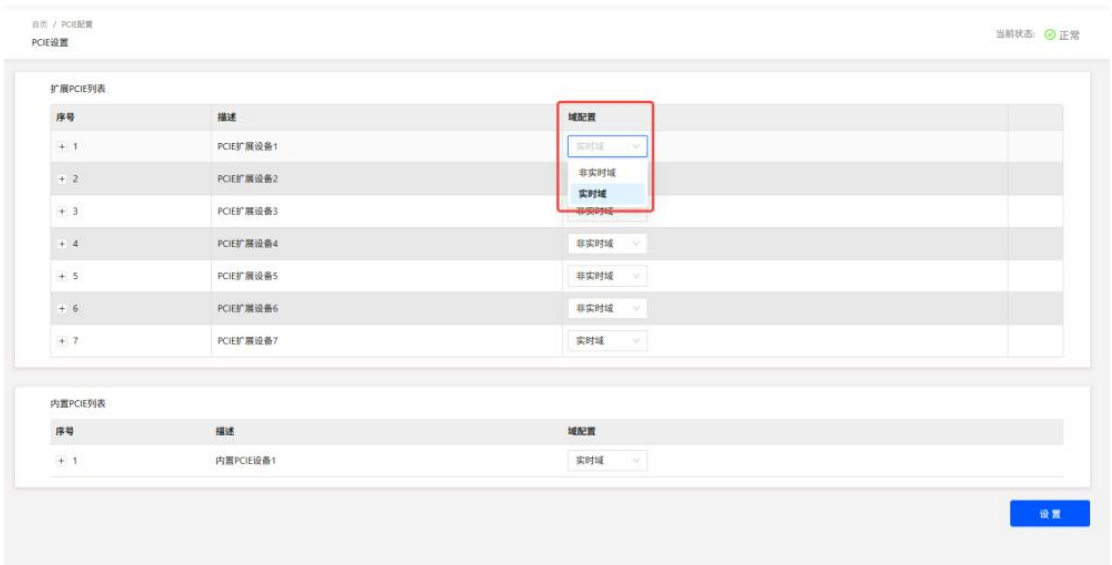 首页 / PCIE配置
PCIE设置
当前状态: 正常
扩展PCIE列表
序号 描述 域配置
+ 1 PCIE扩展设备1 实时域
非实时域
+ 2 PCIE扩展设备2
实时域
+ 3 PCIE扩展设备3 非实时域
+ 4 PCIE扩展设备4 非实时域
+ 5 PCIE扩展设备5 非实时域
+ 6 PCIE扩展设备6 非实时域
+ 7 PCIE扩展设备7 实时域
内置PCIE列表
序号 描述 域配置
+ 1 内置PCIE设备1 实时域
设置